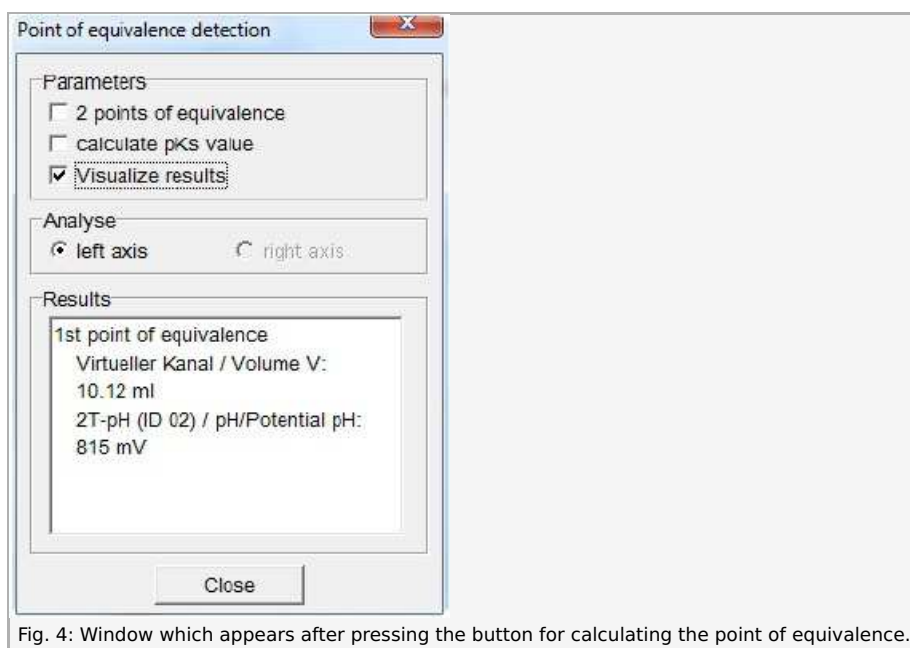 Point of equivalence detection
Parameters
2 points of equivalence
calculate pKs value
Visualize results
Analyse
left axis
right axis
Results
1st point of equivalence
Virtueller Kanal / Volume V:
10.12 ml
2T-pH (ID 02) / pH/Potential pH:
815 mV
Close
Fig. 4: Window which appears after pressing the button for calculating the point of equivalence.